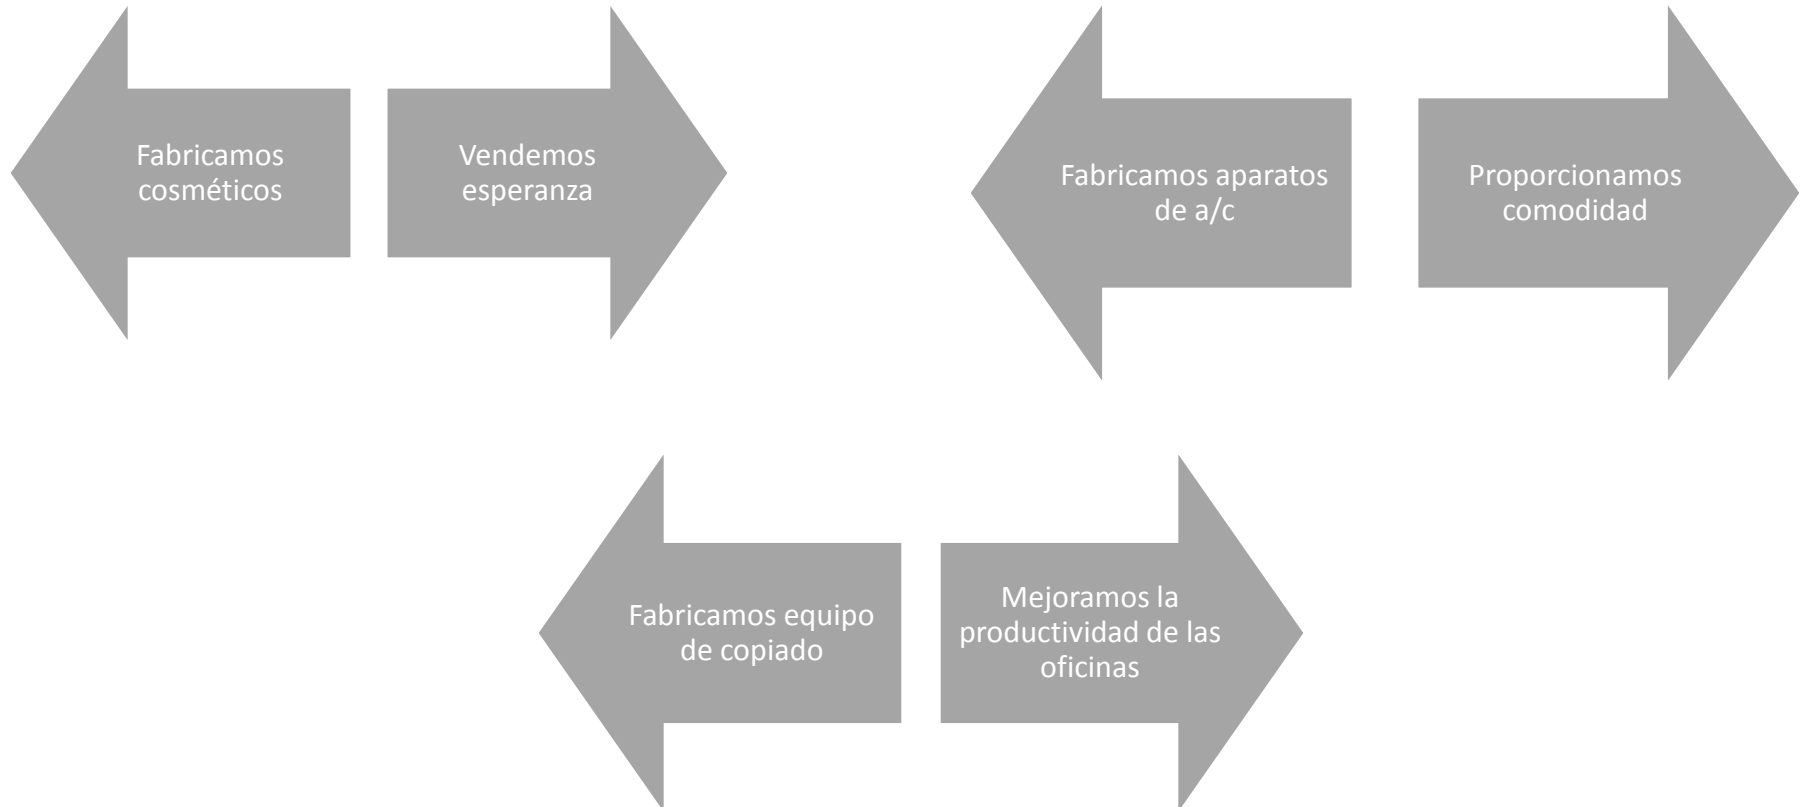 Fabricamos
cosméticos
Vendemos
esperanza
Fabricamos aparatos
de a/c
Proporcionamos
comodidad
Fabricamos equipo
de copiado
Mejoramos la
productividad de las
oficinas